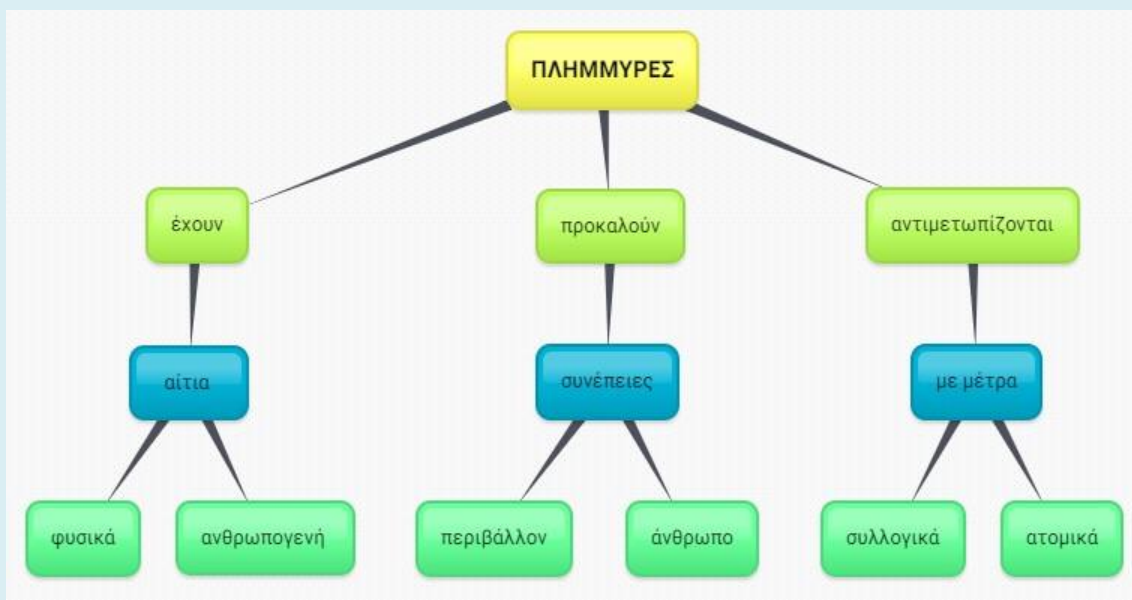 ΠΛΗΜΜΥΡΕΣ
έχουν
προκαλούν
αντιμετωπίζονται
αίτια
συνέπειες
με μέτρα
φυσικά
ανθρωπογενή
περιβάλλον
άνθρωπο
συλλογικά
ατομικά